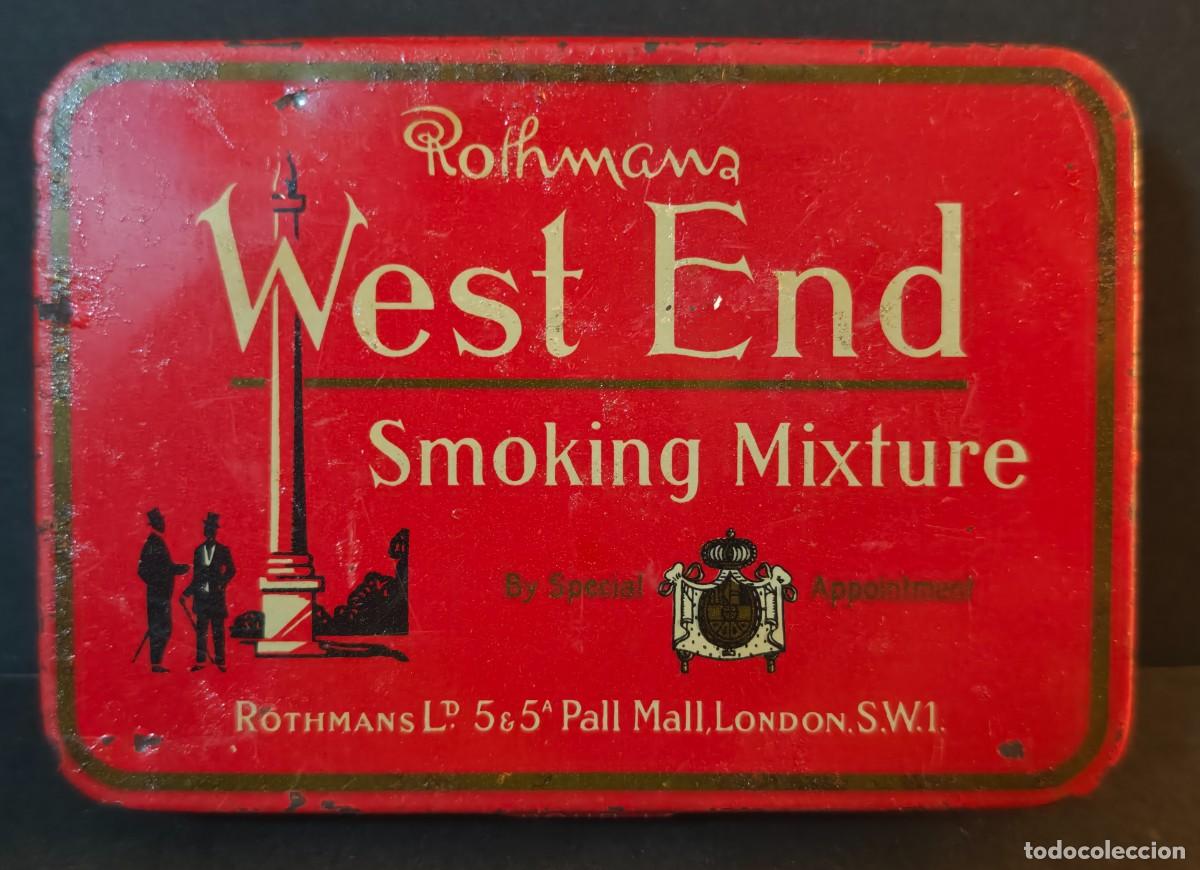 Rothmans
West End
Smoking Mixture
By Special Appointment
ROTHMANS LD. 5 & 5A Pall Mall, LONDON. S.W.1.
todocoleccion